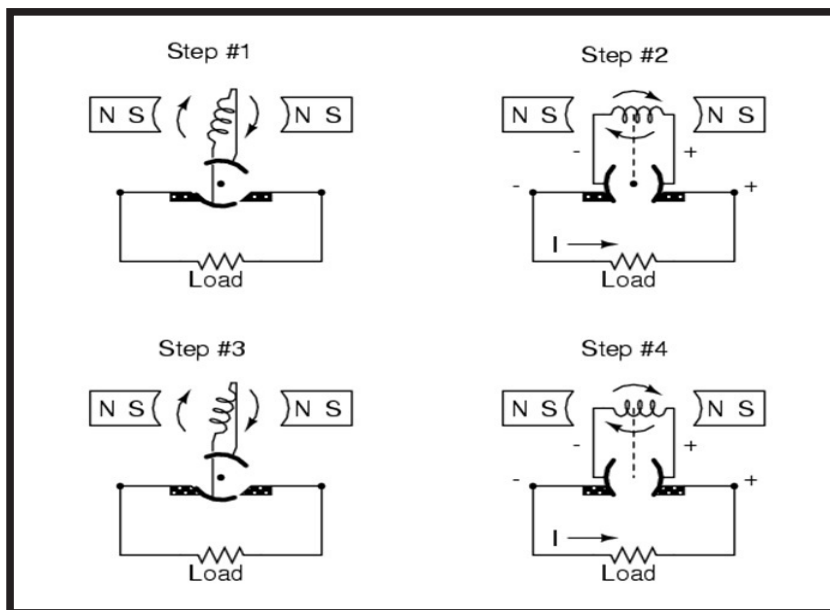 Step #1
N S
N S
Load
Step #2
N S
N S
- +
- +
I
Load
Step #3
N S
N S
Load
Step #4
N S
N S
- +
- +
I
Load